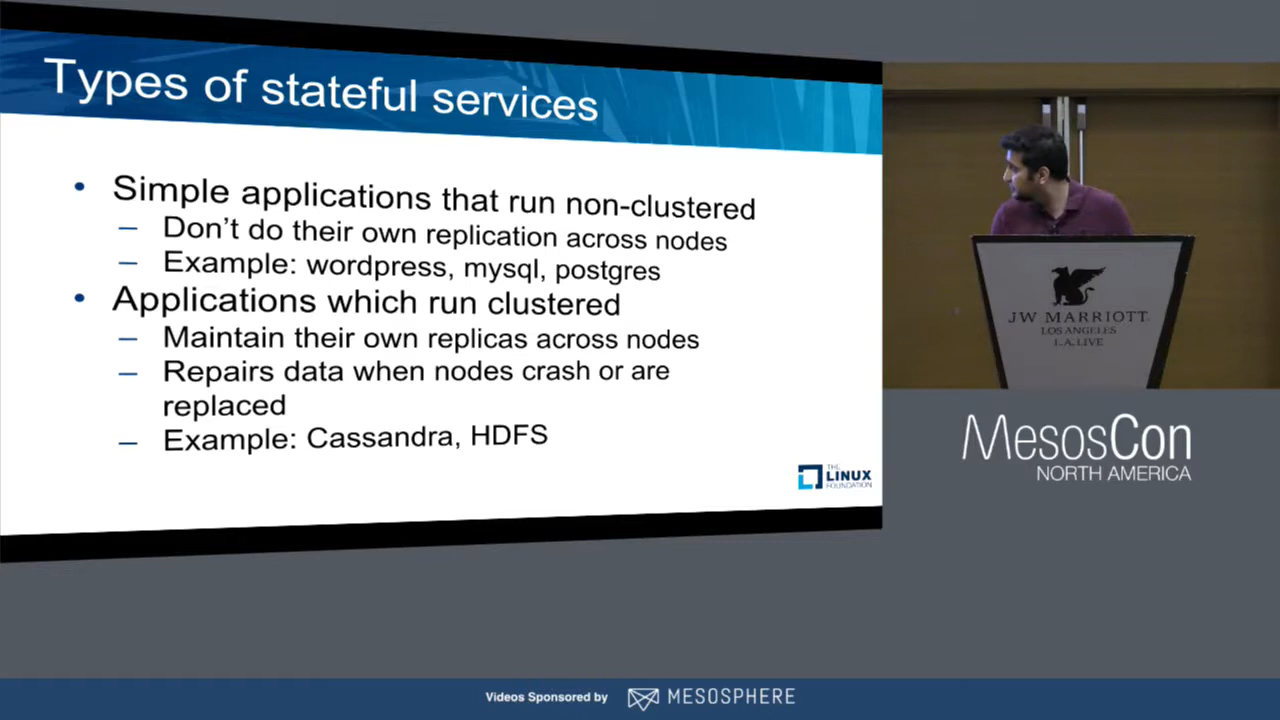 Types of stateful services
• Simple applications that run non-clustered
– Don't do their own replication across nodes
– Example: wordpress, mysql, postgres
• Applications which run clustered
– Maintain their own replicas across nodes
– Repairs data when nodes crash or are
replaced
– Example: Cassandra, HDFS
THE
LINUX
FOUNDATION
JW MARRIOTT
LOS ANGELES
L.A. LIVE
MesosCon
NORTH AMERICA
Videos Sponsored by MESOSPHERE